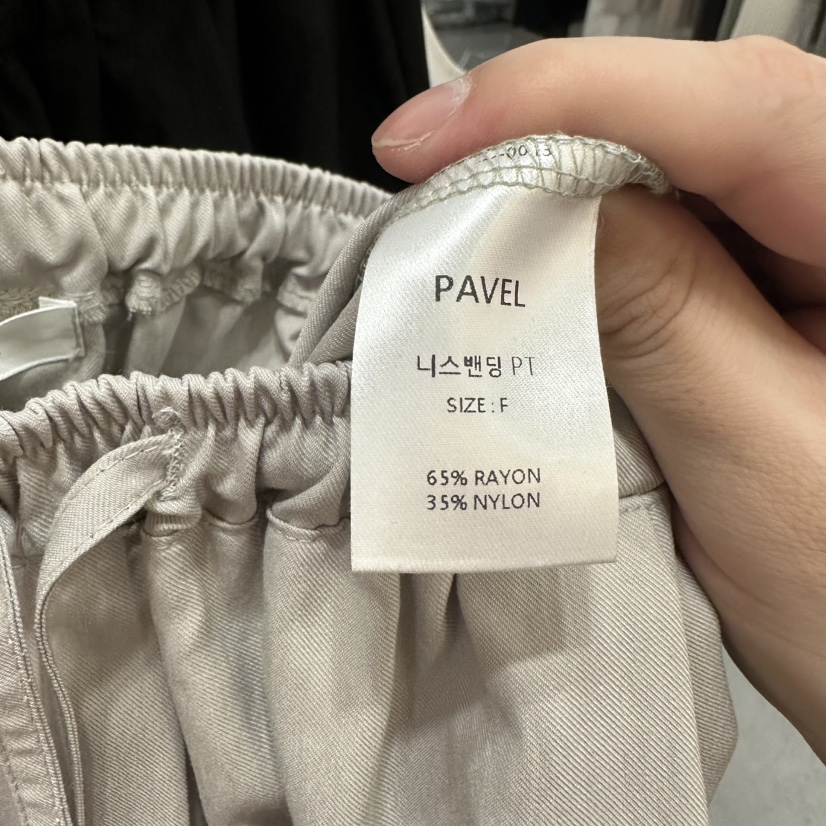 PAVEL
니스밴딩 PT
SIZE : F
65% RAYON
35% NYLON